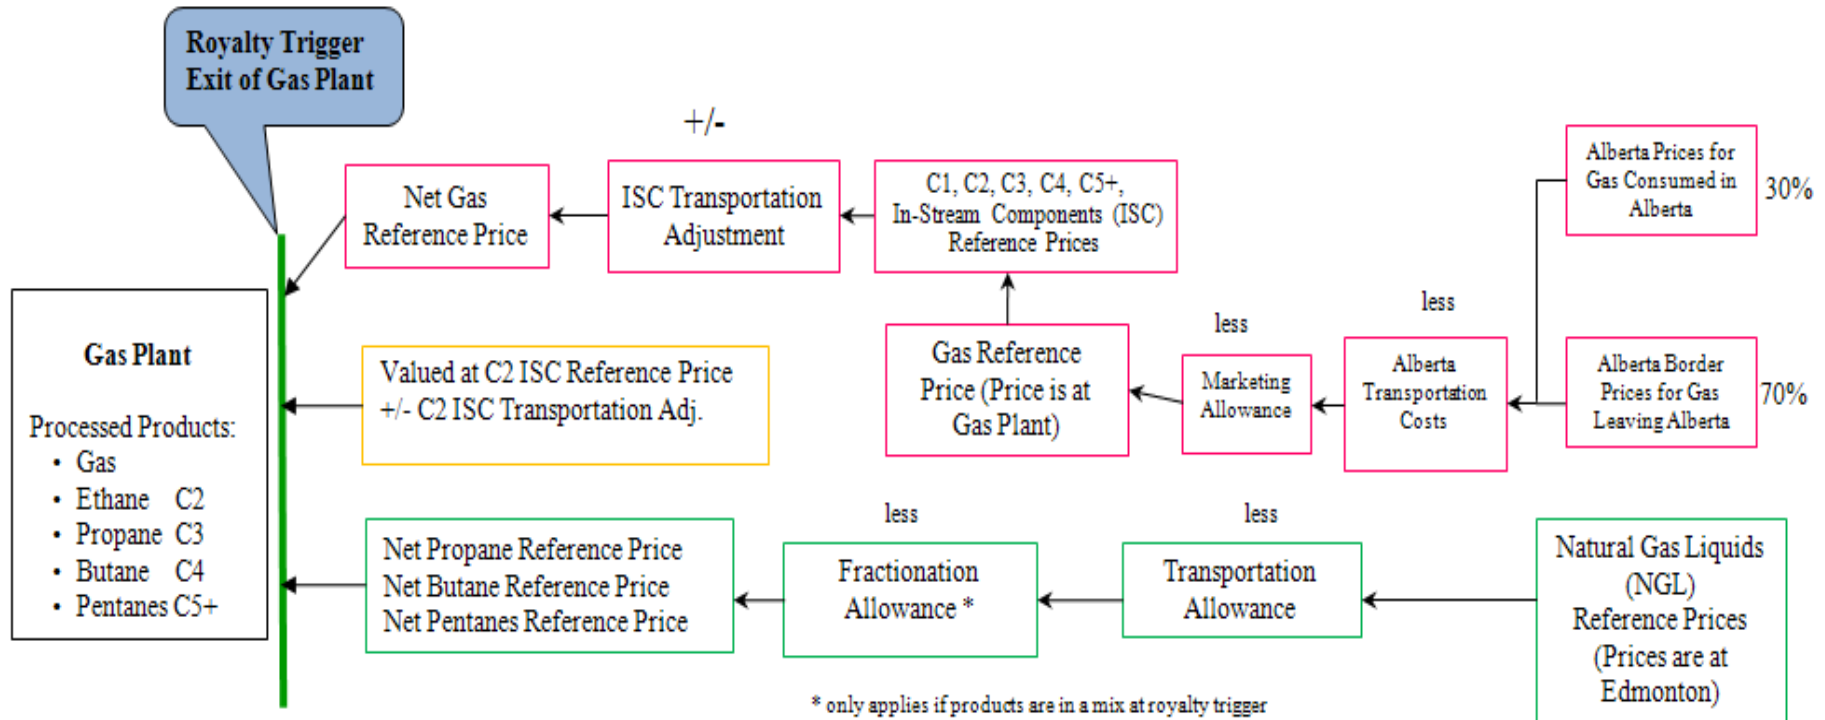 Royalty Trigger
Exit of Gas Plant
+/-
Net Gas
Reference Price
ISC Transportation
Adjustment
C1, C2, C3, C4, C5+,
In-Stream Components (ISC)
Reference Prices
Alberta Prices for
Gas Consumed in
Alberta
30%
Gas Plant
Processed Products:
• Gas
• Ethane C2
• Propane C3
• Butane C4
• Pentanes C5+
Valued at C2 ISC Reference Price
+/- C2 ISC Transportation Adj.
Gas Reference
Price (Price is at
Gas Plant)
less
Marketing
Allowance
less
Alberta
Transportation
Costs
Alberta Border
Prices for Gas
Leaving Alberta
70%
Net Propane Reference Price
Net Butane Reference Price
Net Pentanes Reference Price
less
Fractionation
Allowance *
less
Transportation
Allowance
Natural Gas Liquids
(NGL)
Reference Prices
(Prices are at
Edmonton)
* only applies if products are in a mix at royalty trigger